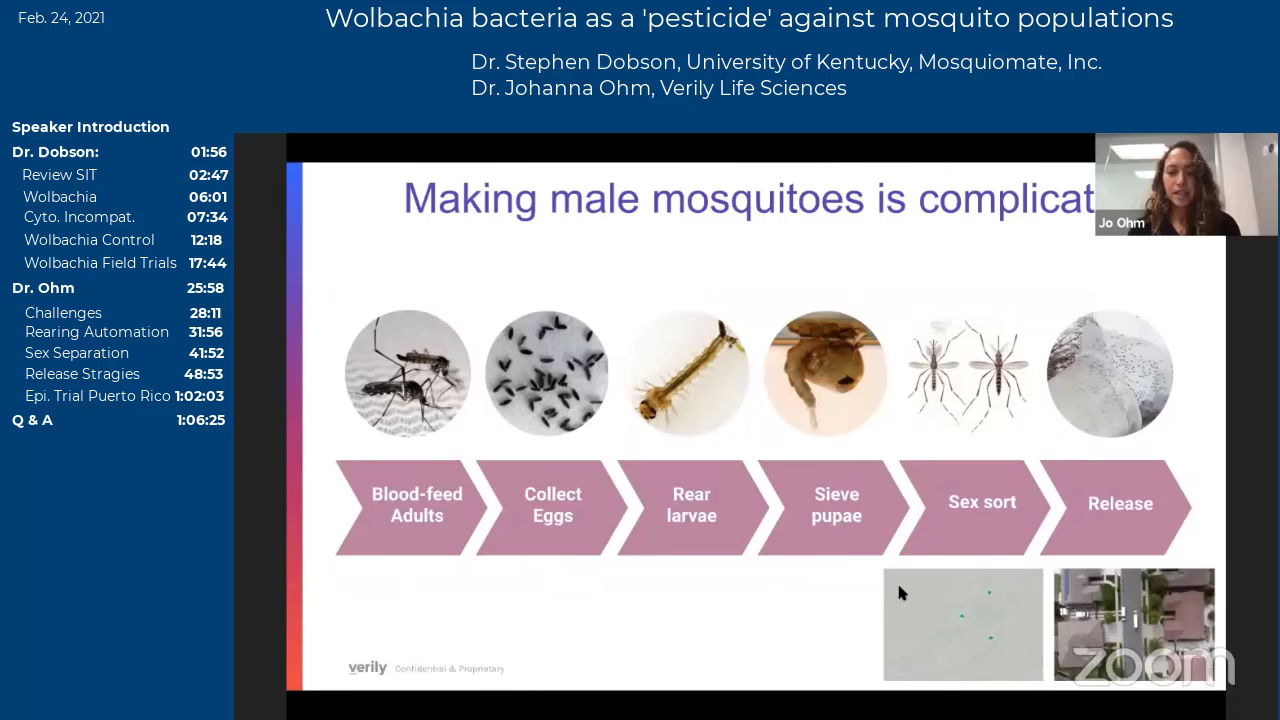 Feb. 24, 2021
Wolbachia bacteria as a 'pesticide' against mosquito populations
Dr. Stephen Dobson, University of Kentucky, Mosquiomate, Inc.
Dr. Johanna Ohm, Verily Life Sciences
Speaker Introduction
Dr. Dobson: 01:56
Review SIT 02:47
Wolbachia 06:01
Cyto. Incompat. 07:34
Wolbachia Control 12:18
Wolbachia Field Trials 17:44
Dr. Ohm 25:58
Challenges 28:11
Rearing Automation 31:56
Sex Separation 41:52
Release Stragies 48:53
Epi. Trial Puerto Rico 1:02:03
Q & A 1:06:25
Making male mosquitoes is complicat
Jo Ohm
Blood-feed
Adults
Collect
Eggs
Rear
larvae
Sieve
pupae
Sex sort
Release
verily Confidential & Proprietary
zoom